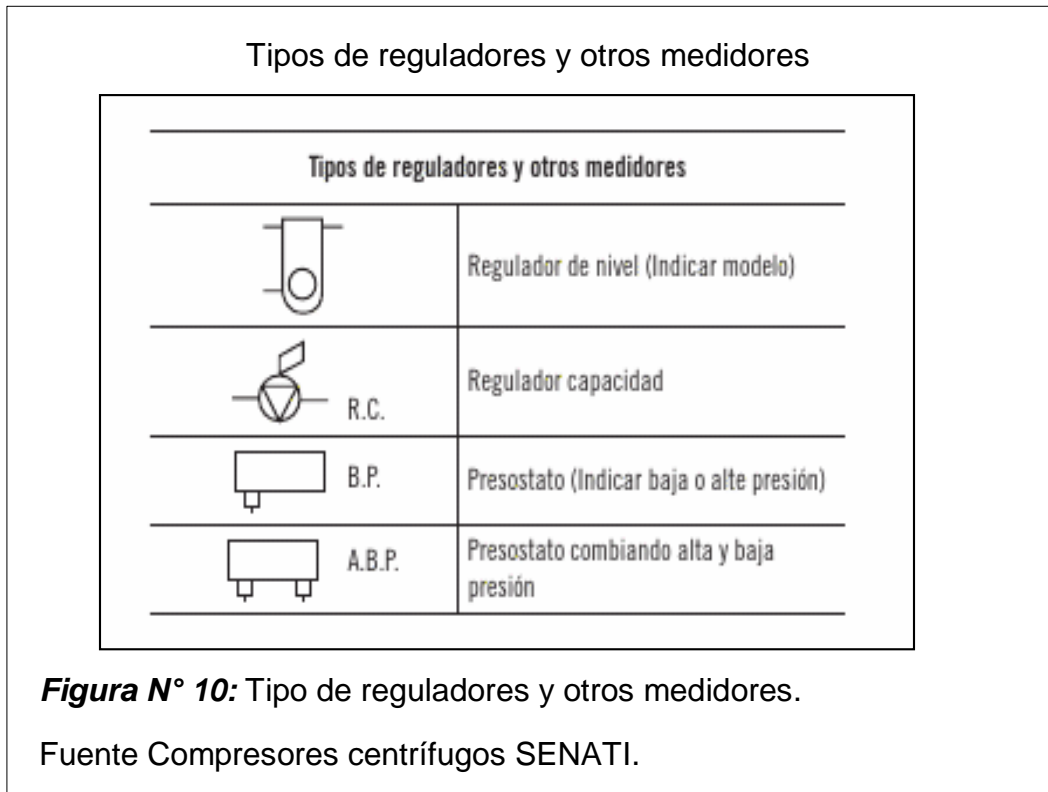 Tipos de reguladores y otros medidores
Tipos de reguladores y otros medidores
Regulador de nivel (Indicar modelo)
R.C.
Regulador capacidad
B.P.
Presostato (Indicar baja o alte presión)
A.B.P.
Presostato combiando alta y baja
presión
Figura N° 10: Tipo de reguladores y otros medidores.
Fuente Compresores centrífugos SENATI.